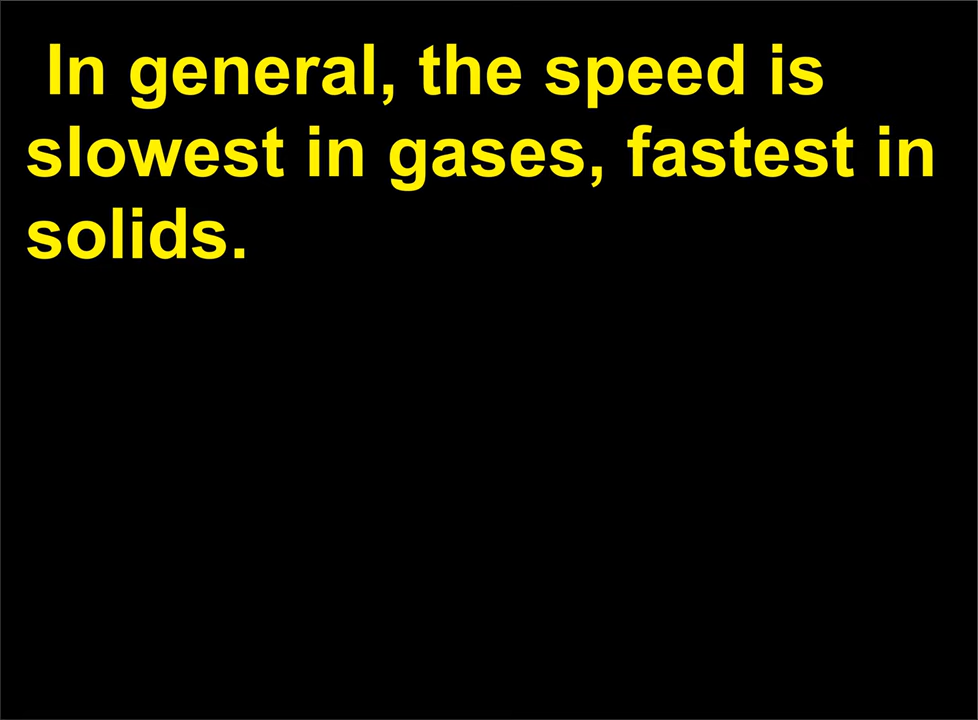 In general, the speed is
slowest in gases, fastest in
solids.